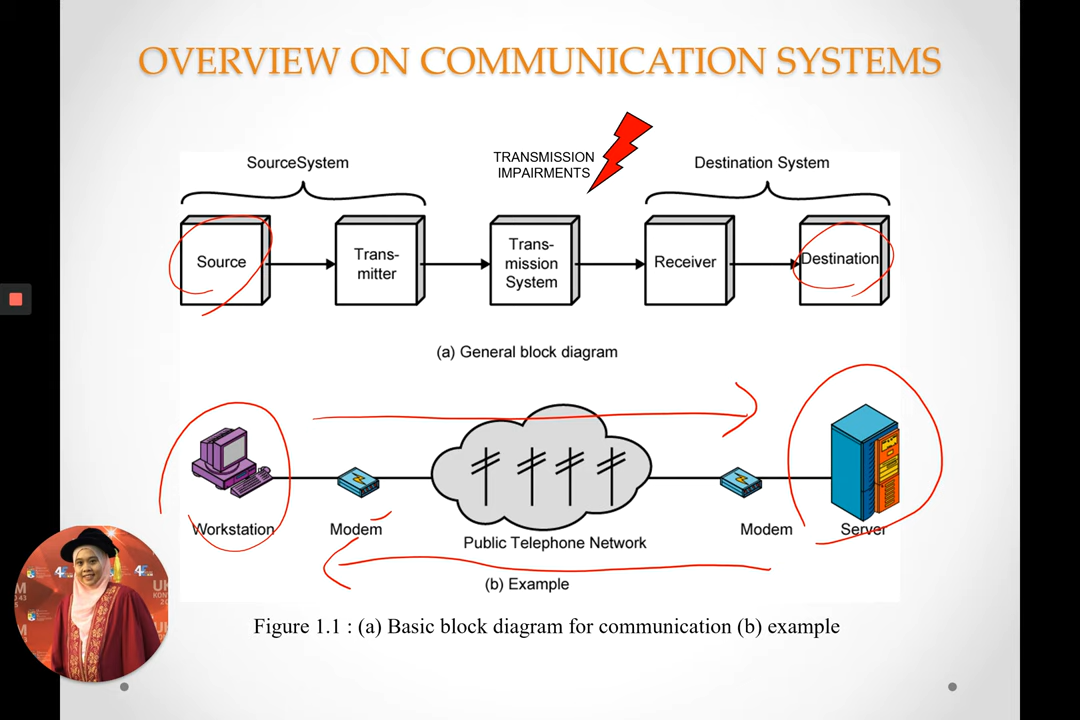 OVERVIEW ON COMMUNICATION SYSTEMS
SourceSystem
TRANSMISSION
IMPAIRMENTS
Destination System
Source
Trans-
mitter
Trans-
mission
System
Receiver
Destination
(a) General block diagram
Workstation
Modem
Public Telephone Network
Modem
Server
(b) Example
Figure 1.1 : (a) Basic block diagram for communication (b) example